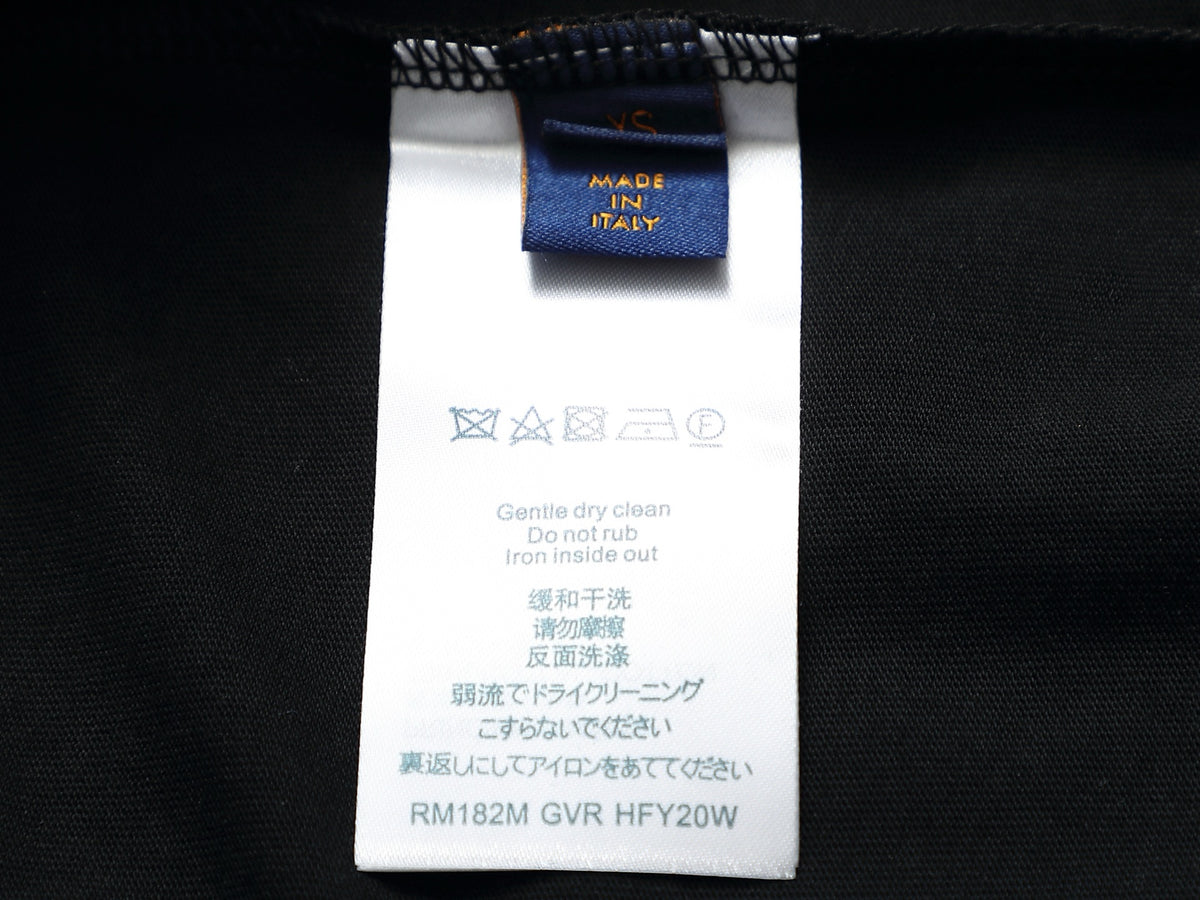 XS
MADE
IN
ITALY
F
Gentle dry clean
Do not rub
Iron inside out
缓和干洗
请勿摩擦
反面洗涤
弱流でドライクリーニング
こすらないでください
裏返しにしてアイロンをあててください
RM182M GVR HFY20W